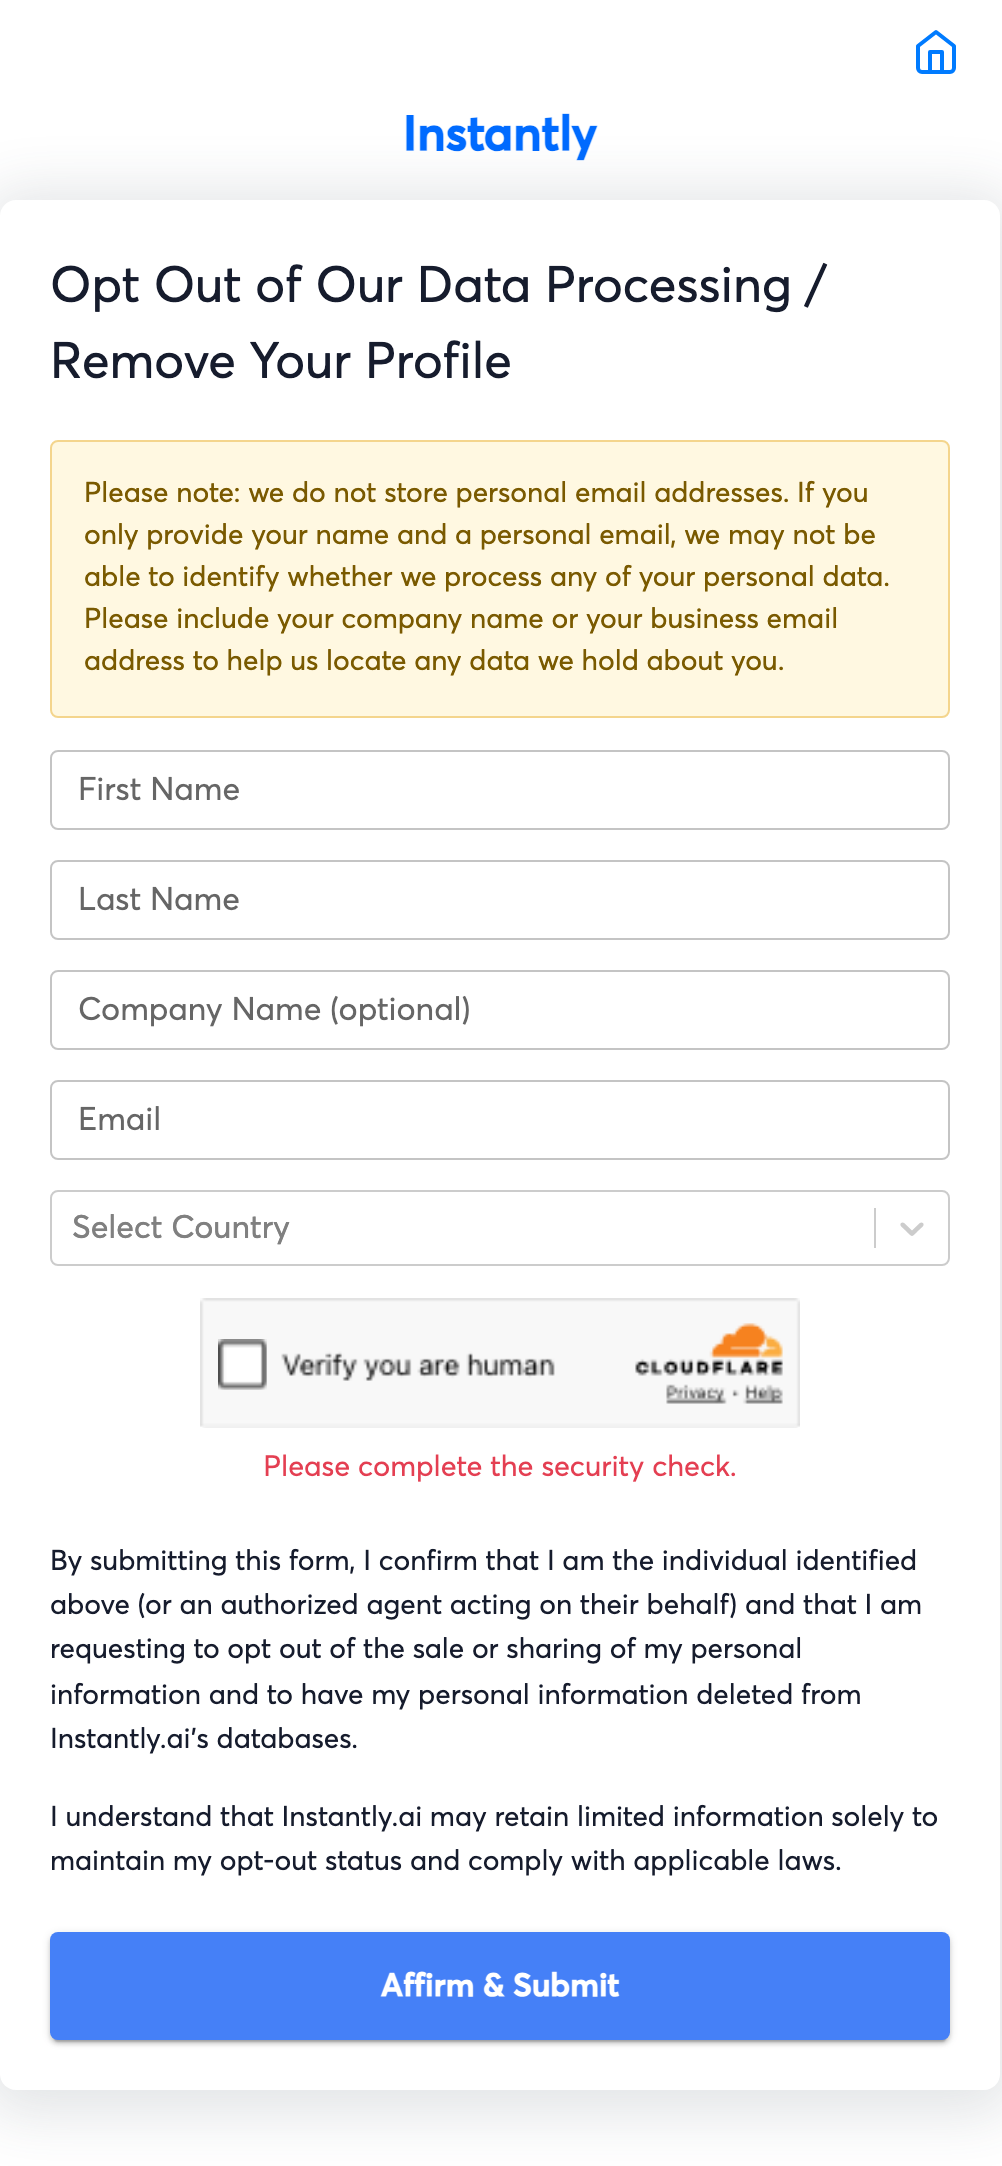 Instantly
Opt Out of Our Data Processing /
Remove Your Profile
Please note: we do not store personal email addresses. If you
only provide your name and a personal email, we may not be
able to identify whether we process any of your personal data.
Please include your company name or your business email
address to help us locate any data we hold about you.
First Name
Last Name
Company Name (optional)
Email
Select Country
Verify you are human
CLOUDFLARE
Privacy • Help
Please complete the security check.
By submitting this form, I confirm that I am the individual identified
above (or an authorized agent acting on their behalf) and that I am
requesting to opt out of the sale or sharing of my personal
information and to have my personal information deleted from
Instantly.ai’s databases.
I understand that Instantly.ai may retain limited information solely to
maintain my opt-out status and comply with applicable laws.
Affirm & Submit